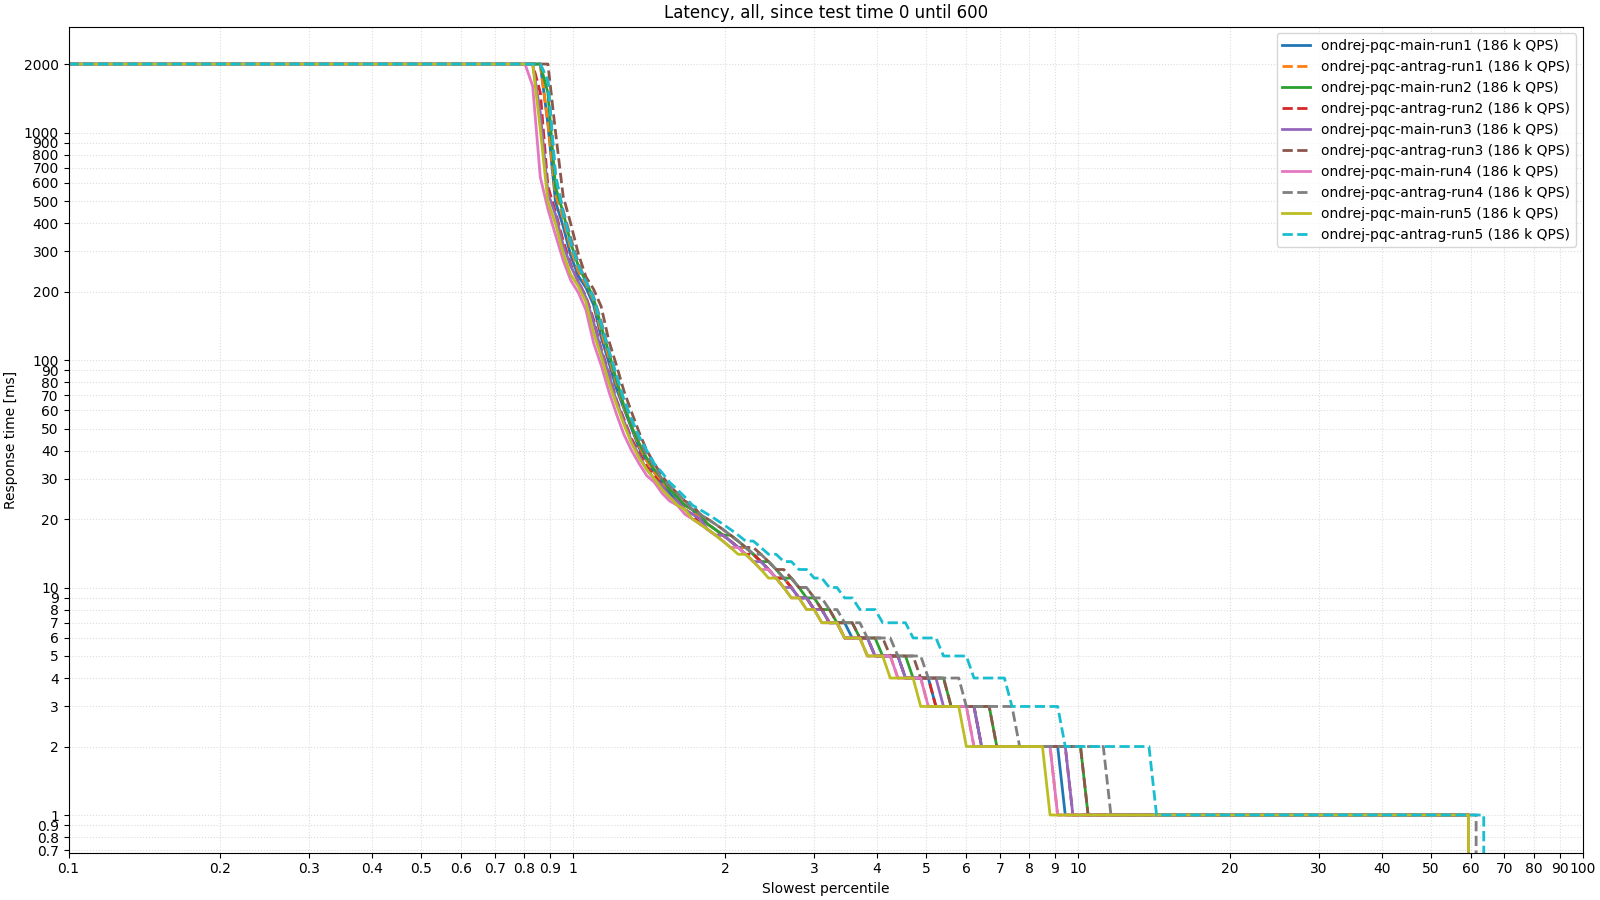 Latency, all, since test time 0 until 600
ondrej-pqc-main-run1 (186 k QPS)
ondrej-pqc-antrag-run1 (186 k QPS)
ondrej-pqc-main-run2 (186 k QPS)
ondrej-pqc-antrag-run2 (186 k QPS)
ondrej-pqc-main-run3 (186 k QPS)
ondrej-pqc-antrag-run3 (186 k QPS)
ondrej-pqc-main-run4 (186 k QPS)
ondrej-pqc-antrag-run4 (186 k QPS)
ondrej-pqc-main-run5 (186 k QPS)
ondrej-pqc-antrag-run5 (186 k QPS)
Response time [ms]
2000
1000
900
800
700
600
500
400
300
200
100
90
80
70
60
50
40
30
20
10
9
8
7
6
5
4
3
2
1
0.9
0.8
0.7
0.1 0.2 0.3 0.4 0.5 0.6 0.7 0.8 0.9 1 2 3 4 5 6 7 8 9 10 20 30 40 50 60 70 80 90 100
Slowest percentile